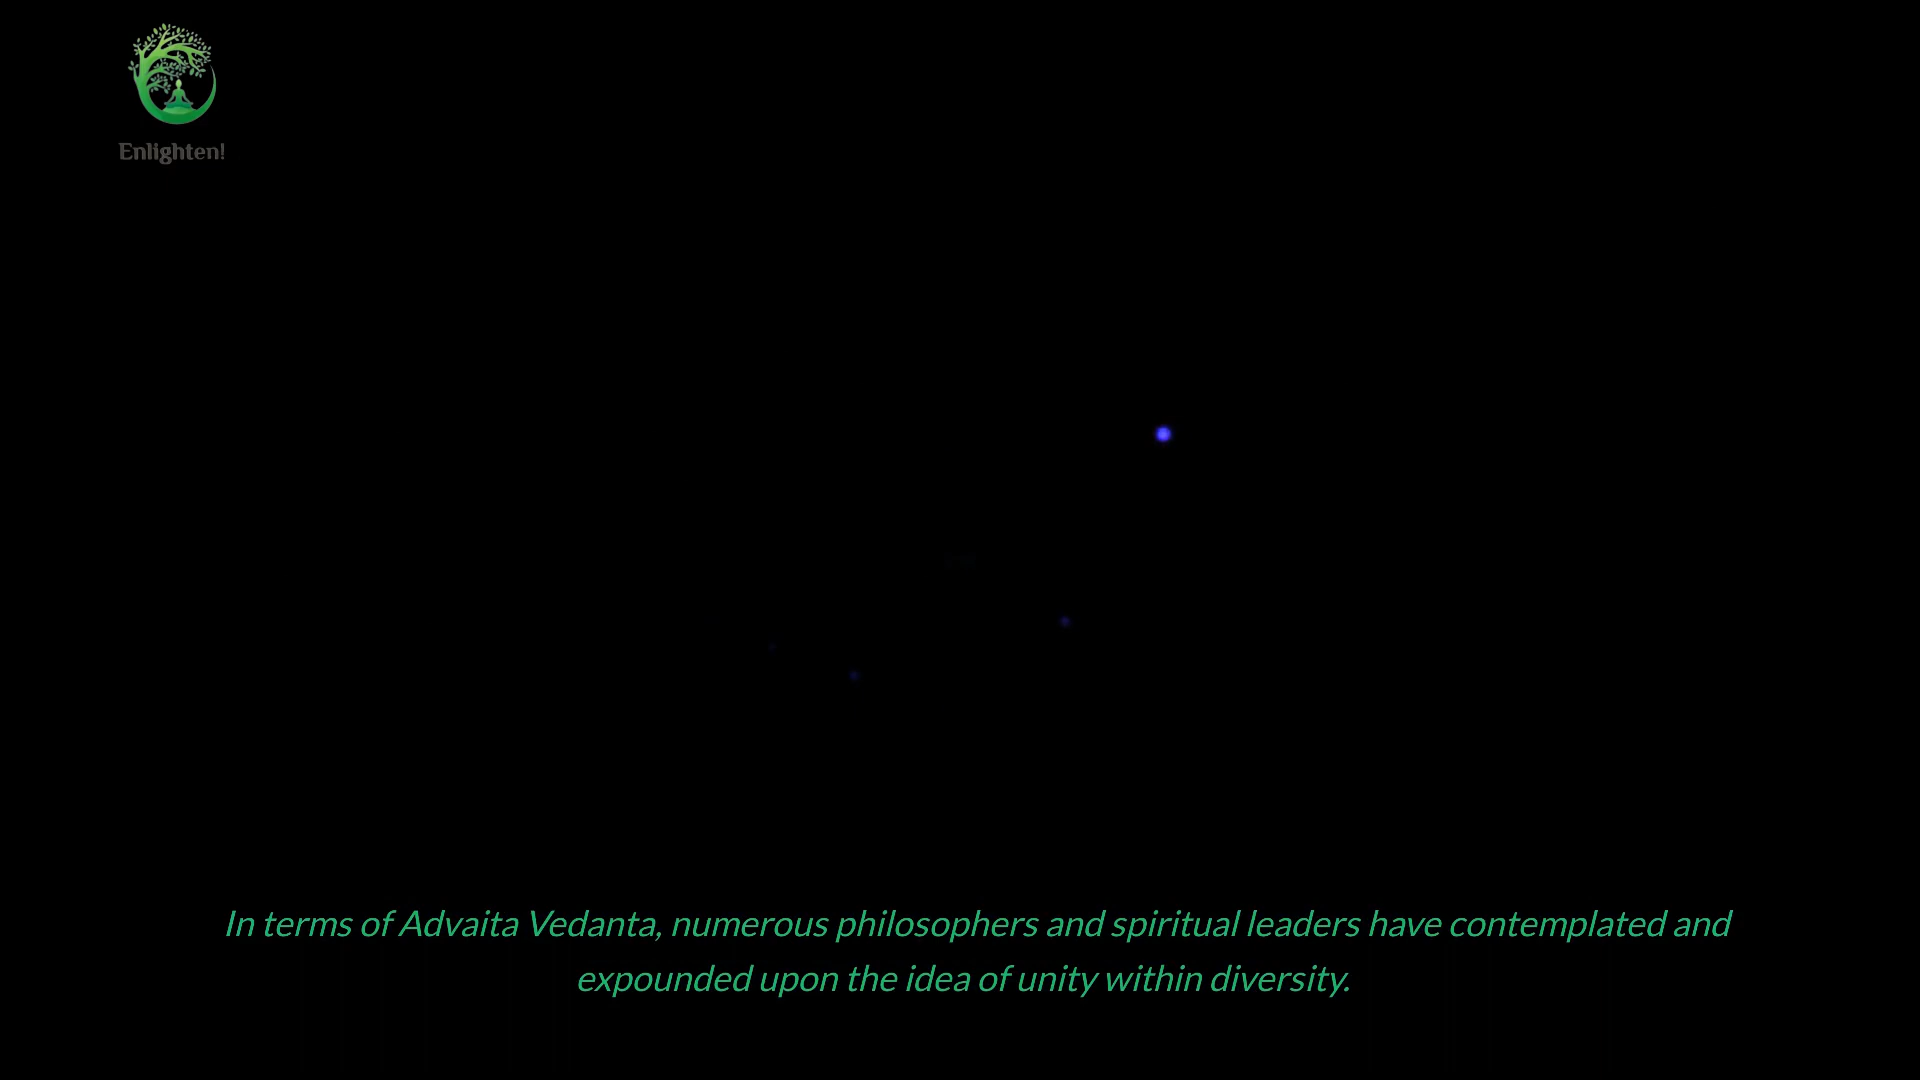 Enlighten!
In terms of Advaita Vedanta, numerous philosophers and spiritual leaders have contemplated and
expounded upon the idea of unity within diversity.